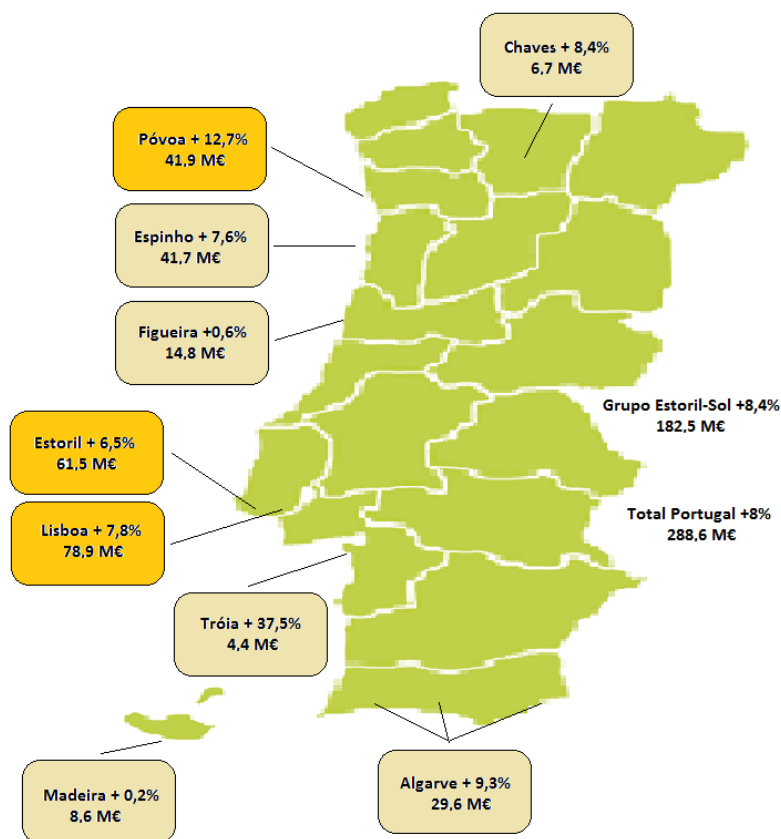 Chaves + 8,4%
6,7 M€
Póvoa + 12,7%
41,9 M€
Espinho + 7,6%
41,7 M€
Figueira +0,6%
14,8 M€
Grupo Estoril-Sol +8,4%
182,5 M€
Estoril + 6,5%
61,5 M€
Lisboa + 7,8%
78,9 M€
Total Portugal +8%
288,6 M€
Tróia + 37,5%
4,4 M€
Algarve + 9,3%
29,6 M€
Madeira + 0,2%
8,6 M€